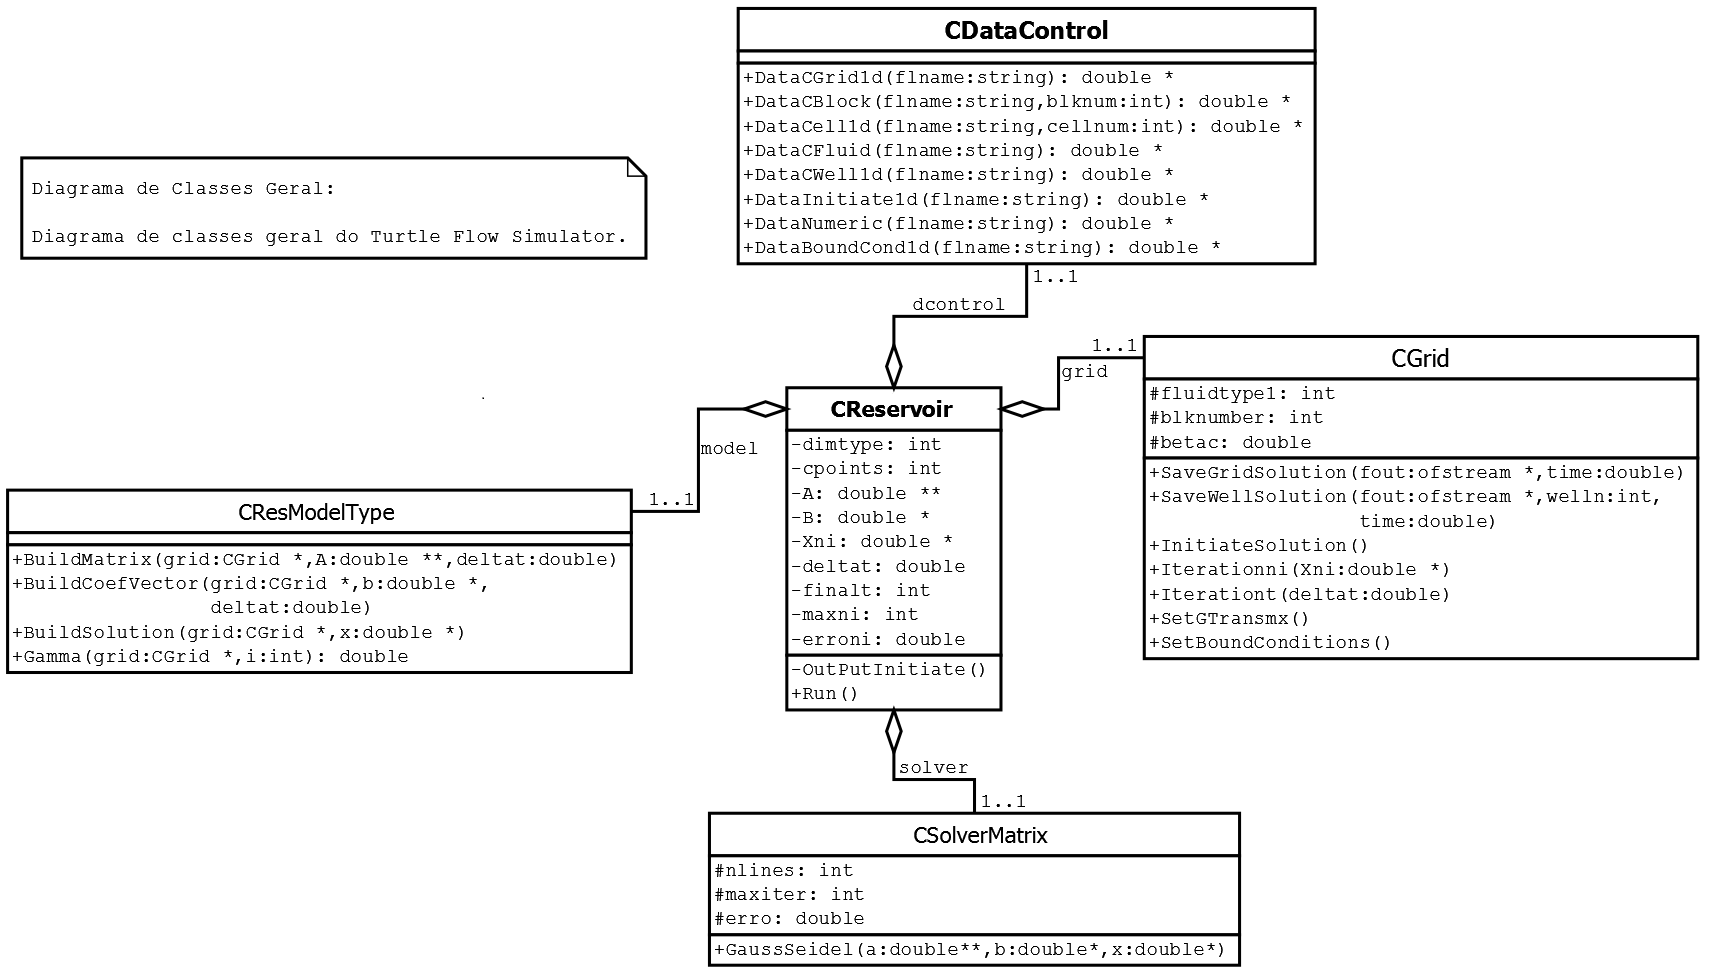 CDataControl
+DataCGrid1d(flname:string): double *
+DataCBlock(flname:string,blknum:int): double *
+DataCell1d(flname:string,cellnum:int): double *
+DataCFluid(flname:string): double *
+DataCWell1d(flname:string): double *
+DataInitiate1d(flname:string): double *
+DataNumeric(flname:string): double *
+DataBoundCond1d(flname:string): double *
Diagrama de Classes Geral:
Diagrama de classes geral do Turtle Flow Simulator.
1..1
dcontrol
1..1
grid
CGrid
#fluidtype1: int
#blknumber: int
#betac: double
+SaveGridSolution(fout:ofstream *,time:double)
+SaveWellSolution(fout:ofstream *,welln:int,
time:double)
+InitiateSolution()
+Iterationni(Xni:double *)
+Iterationt(deltat:double)
+SetGTransmx()
+SetBoundConditions()
CReservoir
-dimtype: int
-cpoints: int
-A: double **
-B: double *
-Xni: double *
-deltat: double
-finalt: int
-maxni: int
-erroni: double
-OutPutInitiate()
+Run()
model
1..1
CResModelType
+BuildMatrix(grid:CGrid *,A:double **,deltat:double)
+BuildCoefVector(grid:CGrid *,b:double *,
deltat:double)
+BuildSolution(grid:CGrid *,x:double *)
+Gamma(grid:CGrid *,i:int): double
solver
1..1
CSolverMatrix
#nlines: int
#maxiter: int
#erro: double
+GaussSeidel(a:double**,b:double*,x:double*)